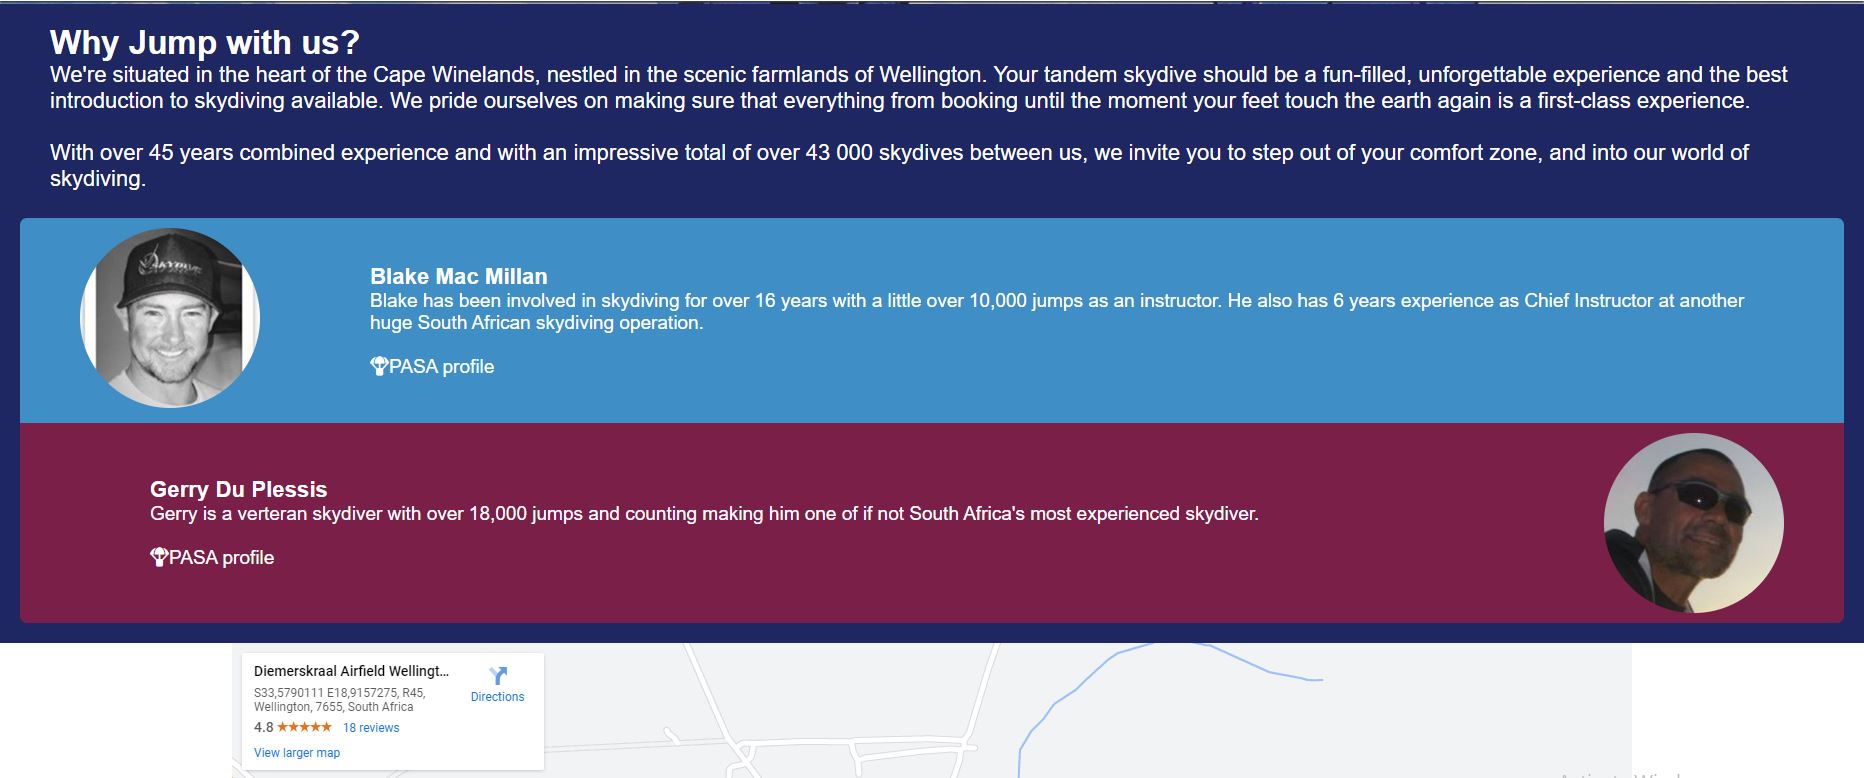 Why Jump with us?
We're situated in the heart of the Cape Winelands, nestled in the scenic farmlands of Wellington. Your tandem skydive should be a fun-filled, unforgettable experience and the best
introduction to skydiving available. We pride ourselves on making sure that everything from booking until the moment your feet touch the earth again is a first-class experience.
With over 45 years combined experience and with an impressive total of over 43 000 skydives between us, we invite you to step out of your comfort zone, and into our world of
skydiving.
Blake Mac Millan
Blake has been involved in skydiving for over 16 years with a little over 10,000 jumps as an instructor. He also has 6 years experience as Chief Instructor at another
huge South African skydiving operation.
PASA profile
Gerry Du Plessis
Gerry is a verteran skydiver with over 18,000 jumps and counting making him one of if not South Africa's most experienced skydiver.
PASA profile
Diemerskraal Airfield Wellingt...
Directions
S33,5790111 E18,9157275, R45,
Wellington, 7655, South Africa
4.8 ★★★★★ 18 reviews
View larger map